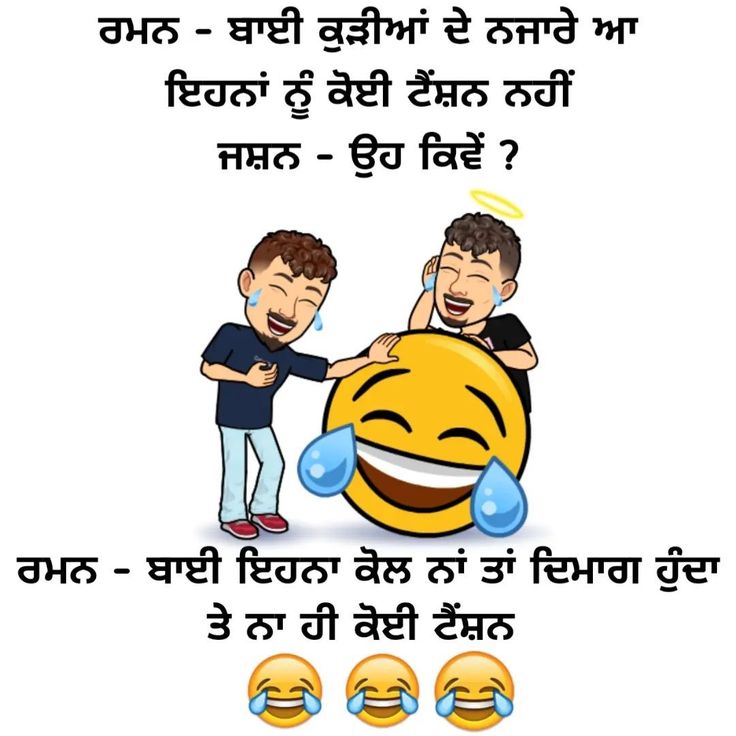 ਰਮਨ - ਬਾਈ ਕੁੜੀਆਂ ਦੇ ਨਜਾਰੇ ਆ
ਇਹਨਾਂ ਨੂੰ ਕੋਈ ਟੈਂਸ਼ਨ ਨਹੀਂ
ਜਸ਼ਨ - ਉਹ ਕਿਵੇਂ ?
ਰਮਨ - ਬਾਈ ਇਹਨਾ ਕੋਲ ਨਾਂ ਤਾਂ ਦਿਮਾਗ ਹੁੰਦਾ
ਤੇ ਨਾ ਹੀ ਕੋਈ ਟੈਂਸ਼ਨ
😂 😂 😂